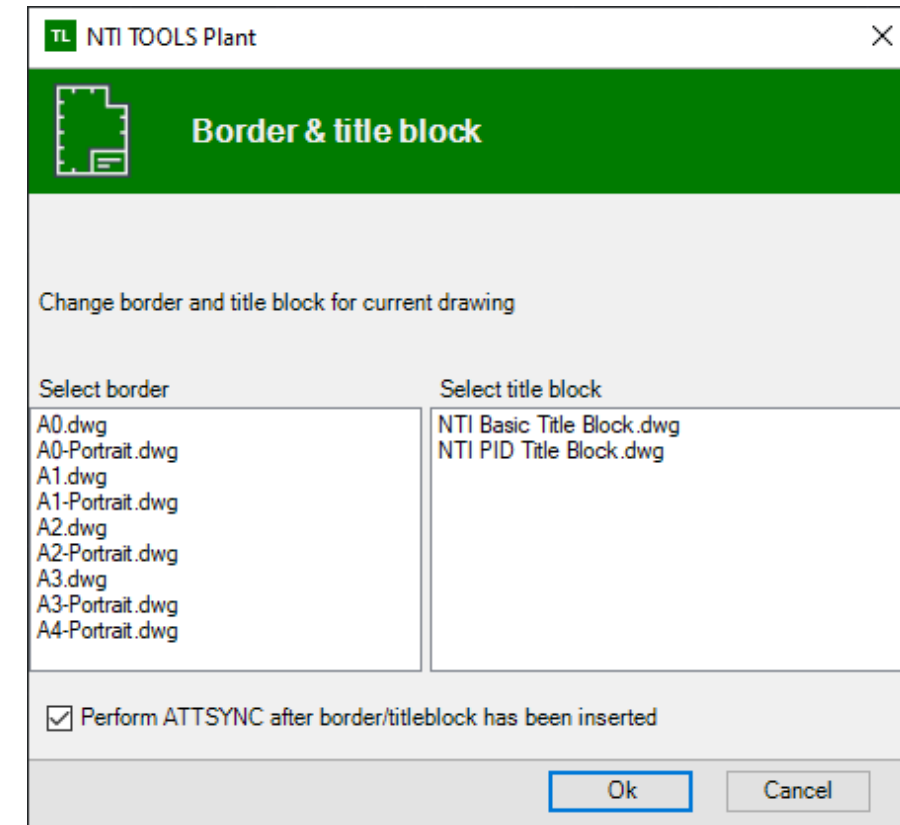 TL NTI TOOLS Plant
Border & title block
Change border and title block for current drawing
Select border
A0.dwg
A0-Portrait.dwg
A1.dwg
A1-Portrait.dwg
A2.dwg
A2-Portrait.dwg
A3.dwg
A3-Portrait.dwg
A4-Portrait.dwg
Select title block
NTI Basic Title Block.dwg
NTI PID Title Block.dwg
Perform ATTSYNC after border/titleblock has been inserted
Ok Cancel